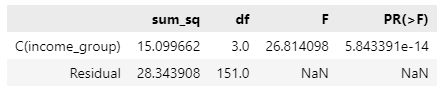 sum_sq df F PR(>F)
C(income_group) 15.099662 3.0 26.814098 5.843391e-14
Residual 28.343908 151.0 NaN NaN